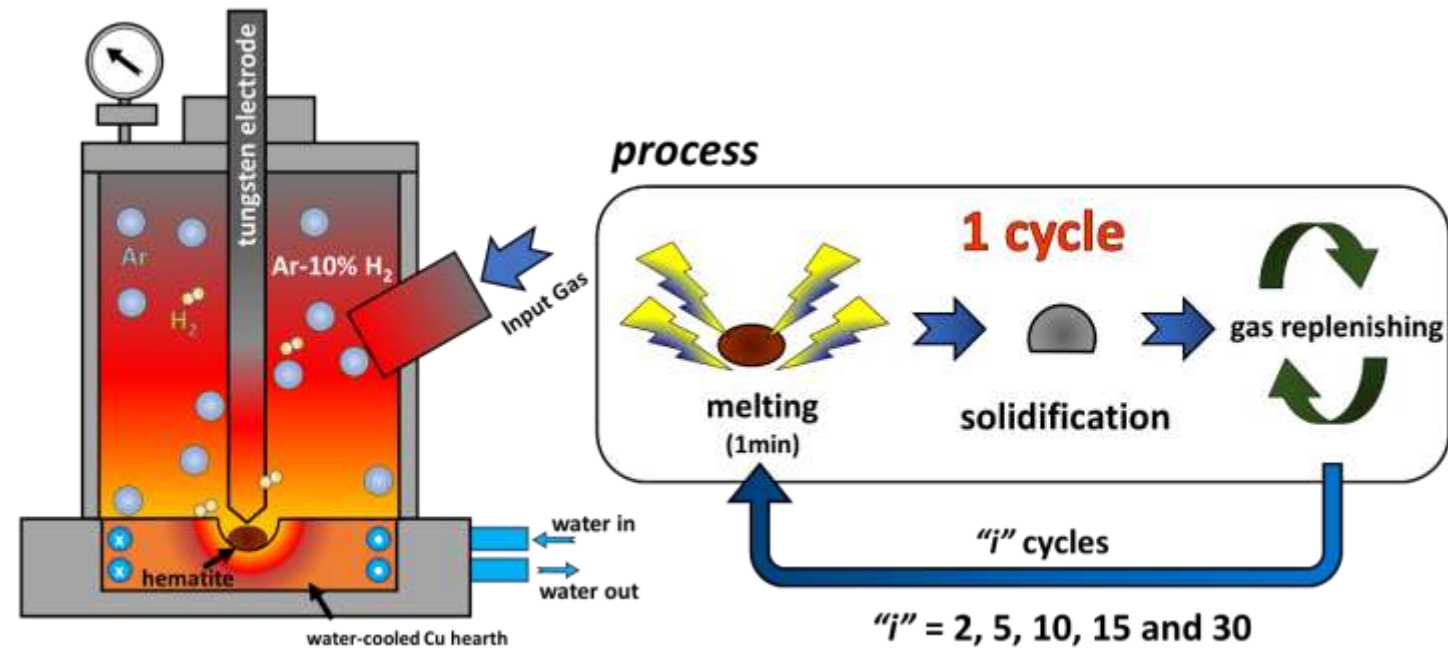 tungsten electrode
Ar
Ar-10% H₂
H₂
Input Gas
hematite
water in
water out
water-cooled Cu hearth
x
x
process
1 cycle
melting
(1min)
solidification
gas replenishing
“i” cycles
“i” = 2, 5, 10, 15 and 30